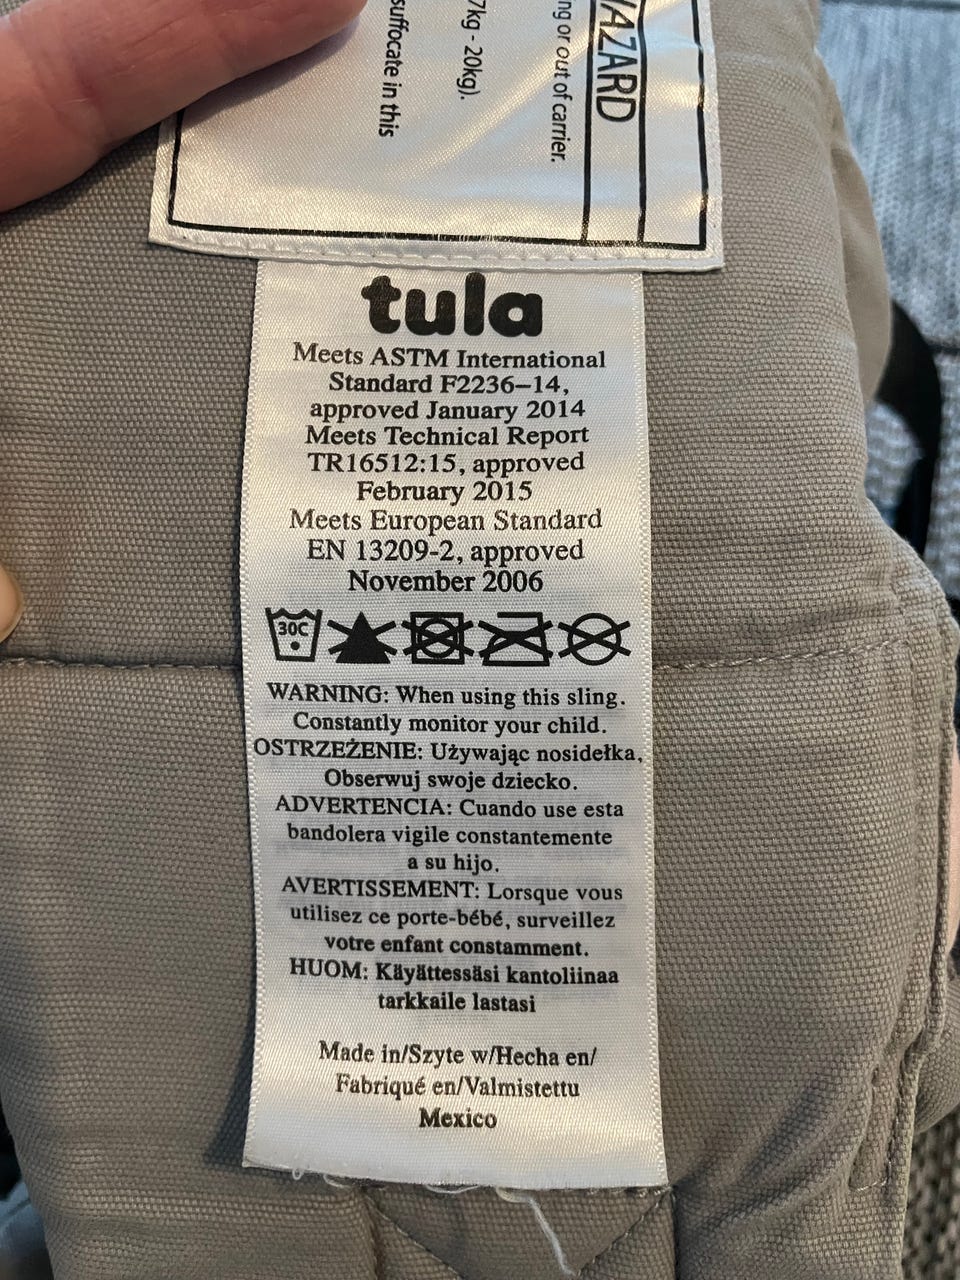 HAZARD
ng or out of carrier.
7kg - 20kg).
suffocate in this
tula
Meets ASTM International
Standard F2236-14,
approved January 2014
Meets Technical Report
TR16512:15, approved
February 2015
Meets European Standard
EN 13209-2, approved
November 2006
30C
WARNING: When using this sling.
Constantly monitor your child.
OSTRZEŻENIE: Używając nosidełka,
Obserwuj swoje dziecko.
ADVERTENCIA: Cuando use esta
bandolera vigile constantemente
a su hijo.
AVERTISSEMENT: Lorsque vous
utilisez ce porte-bébé, surveillez
votre enfant constamment.
HUOM: Käyättessäsi kantoliinaa
tarkkaile lastasi
Made in/Szyte w/Hecha en/
Fabriqué en/Valmistettu
Mexico